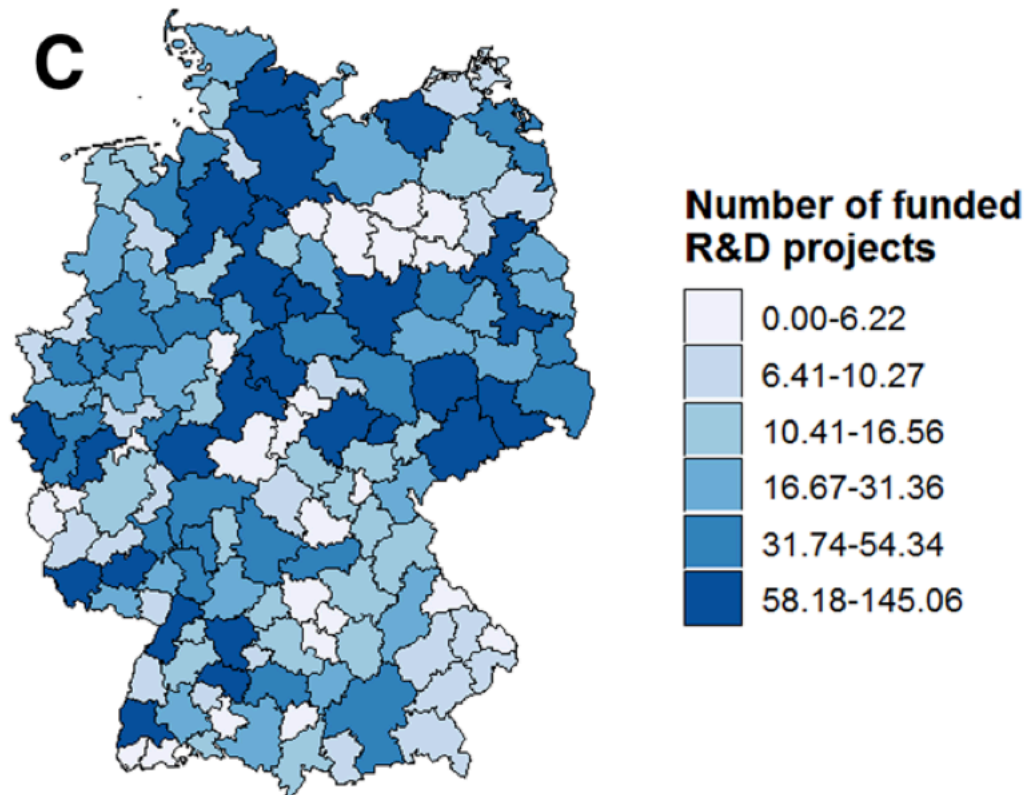 C
Number of funded
R&D projects
0.00-6.22
6.41-10.27
10.41-16.56
16.67-31.36
31.74-54.34
58.18-145.06